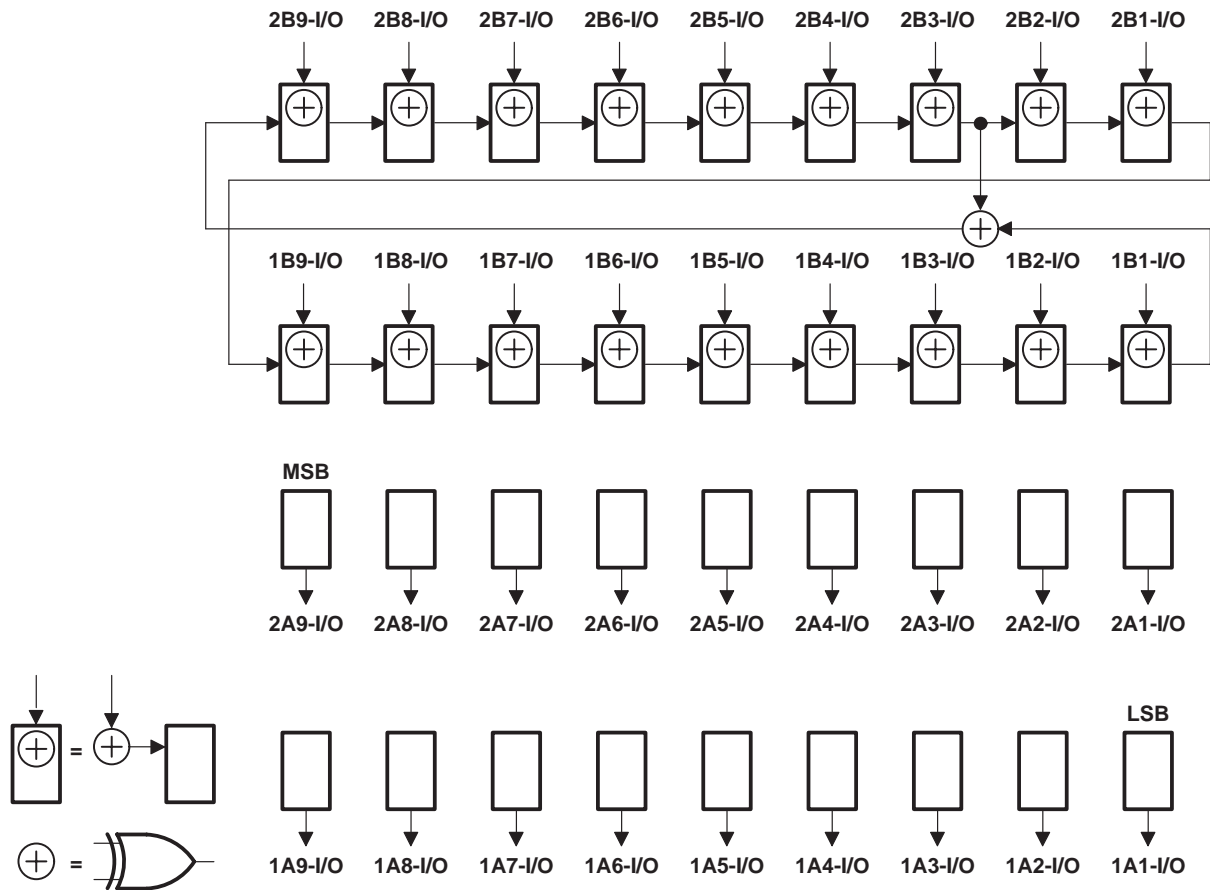 2B9-I/O 2B8-I/O 2B7-I/O 2B6-I/O 2B5-I/O 2B4-I/O 2B3-I/O 2B2-I/O 2B1-I/O
1B9-I/O 1B8-I/O 1B7-I/O 1B6-I/O 1B5-I/O 1B4-I/O 1B3-I/O 1B2-I/O 1B1-I/O
MSB
2A9-I/O 2A8-I/O 2A7-I/O 2A6-I/O 2A5-I/O 2A4-I/O 2A3-I/O 2A2-I/O 2A1-I/O
LSB
=
=
1A9-I/O 1A8-I/O 1A7-I/O 1A6-I/O 1A5-I/O 1A4-I/O 1A3-I/O 1A2-I/O 1A1-I/O